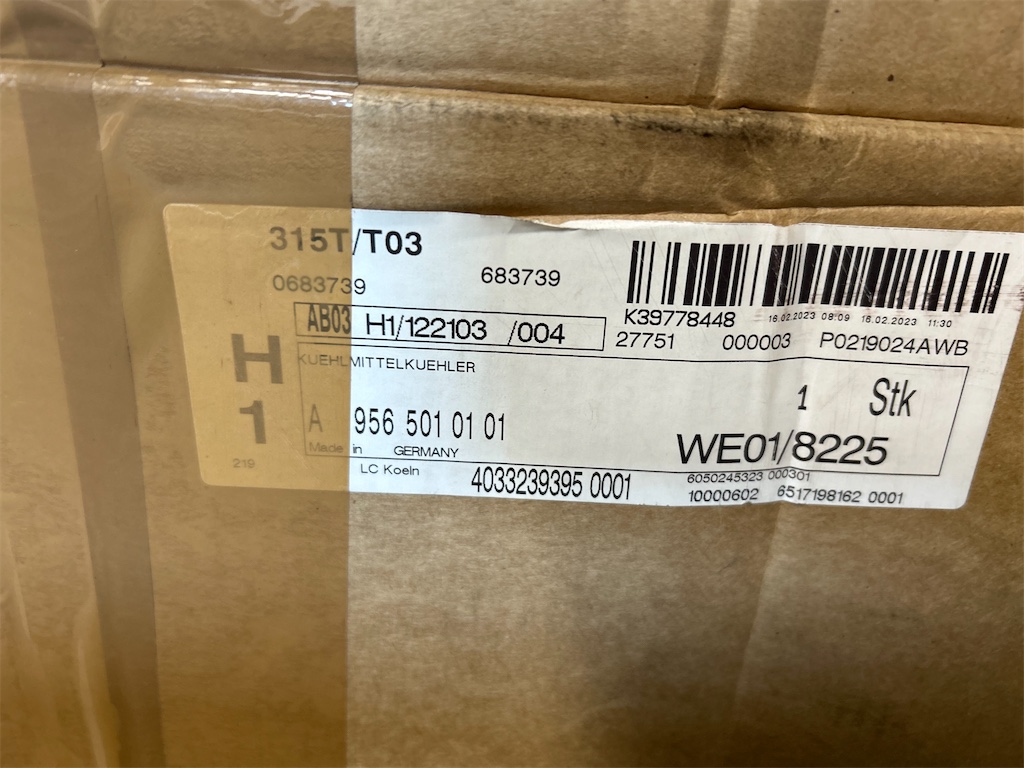 315T/T03
0683739 683739
K39778448 16.02.2023 08:09 16.02.2023 11:30
AB03 H1/122103 /004
27751 000003 P0219024AWB
H
1
KUEHLMITTELKUEHLER
1 Stk
A 956 501 01 01
WE01/8225
Made in GERMANY
219
LC Koeln
4033239395 0001
6050245323 000301
10000602 6517198162 0001